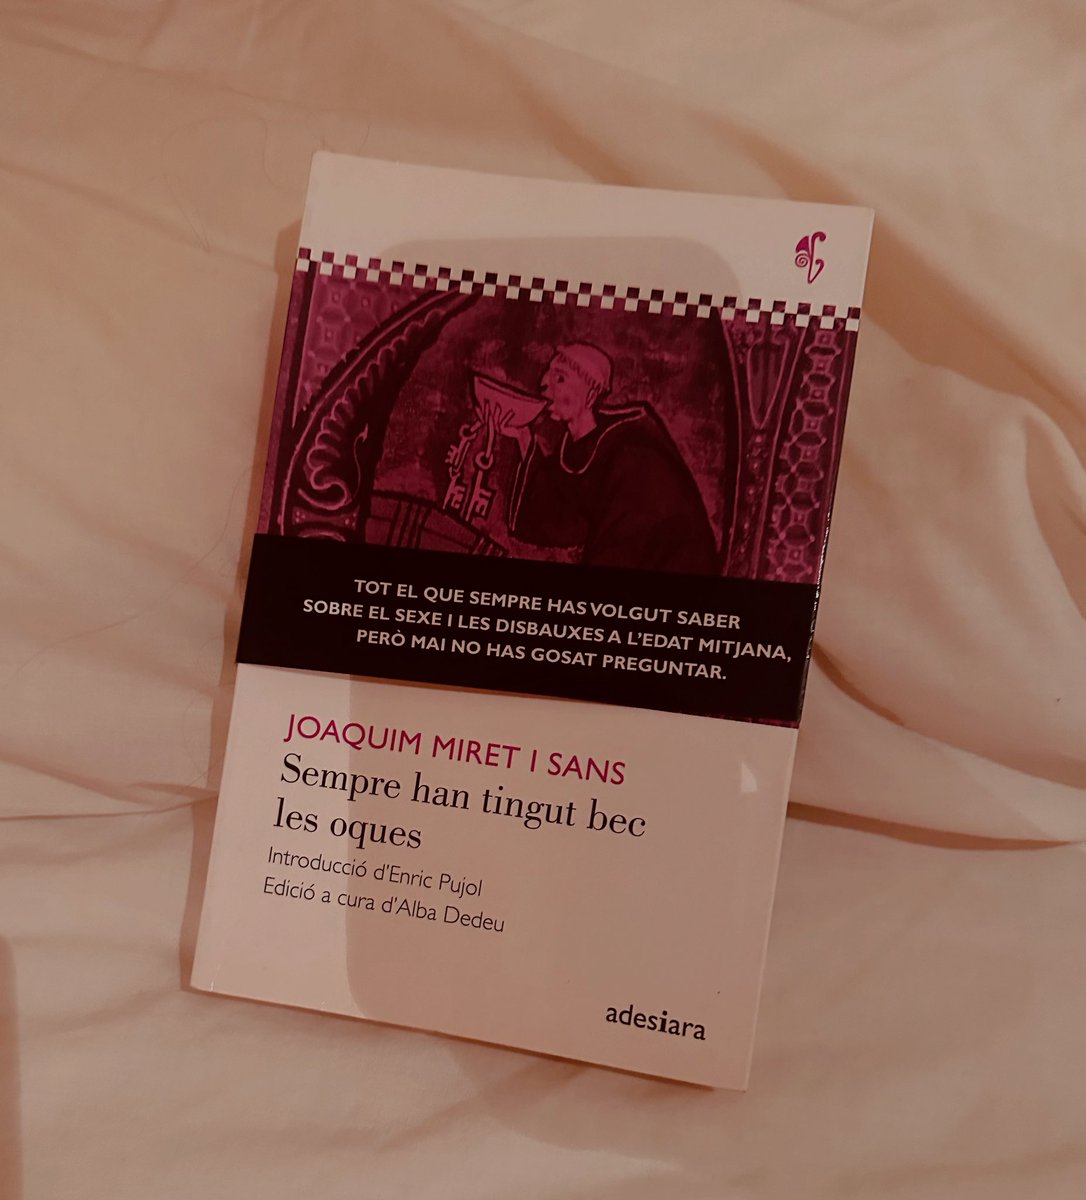 TOT EL QUE SEMPRE HAS VOLGUT SABER
SOBRE EL SEXE I LES DISBAUXES A L'EDAT MITJANA,
PERÒ MAI NO HAS GOSAT PREGUNTAR.
JOAQUIM MIRET I SANS
Sempre han tingut bec
les oques
Introducció d'Enric Pujol
Edició a cura d'Alba Dedeu
adesiara